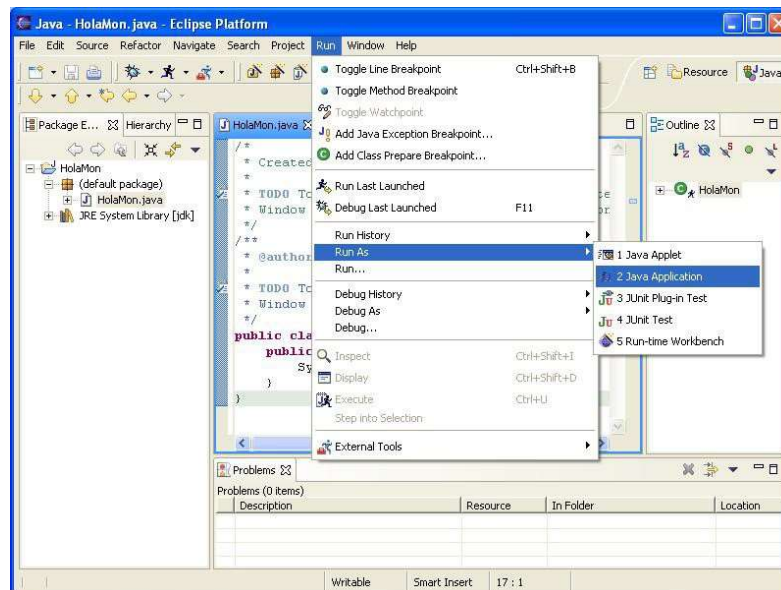 Java - HolaMon.java - Eclipse Platform
File Edit Source Refactor Navigate Search Project Run Window Help
Resource Java
Package E... Hierarchy
HolaMon
(default package)
HolaMon.java
JRE System Library [jdk]
HolaMon.java
/*
* Created
*
* TODO To
* Window
*/
/**
* @author
*
* TODO To
* Window
*/
public cla
public
Sy
}
}
Toggle Line Breakpoint Ctrl+Shift+B
Toggle Method Breakpoint
Toggle Watchpoint
Add Java Exception Breakpoint...
Add Class Prepare Breakpoint...
Run Last Launched
Debug Last Launched F11
Run History
Run As
Run...
Debug History
Debug As
Debug...
Inspect Ctrl+Shift+I
Display Ctrl+Shift+D
Execute Ctrl+U
Step into Selection
External Tools
1 Java Applet
2 Java Application
3 JUnit Plug-in Test
4 JUnit Test
5 Run-time Workbench
Outline
HolaMon
Problems
Problems (0 items)
Description Resource In Folder Location
Writable Smart Insert 17 : 1